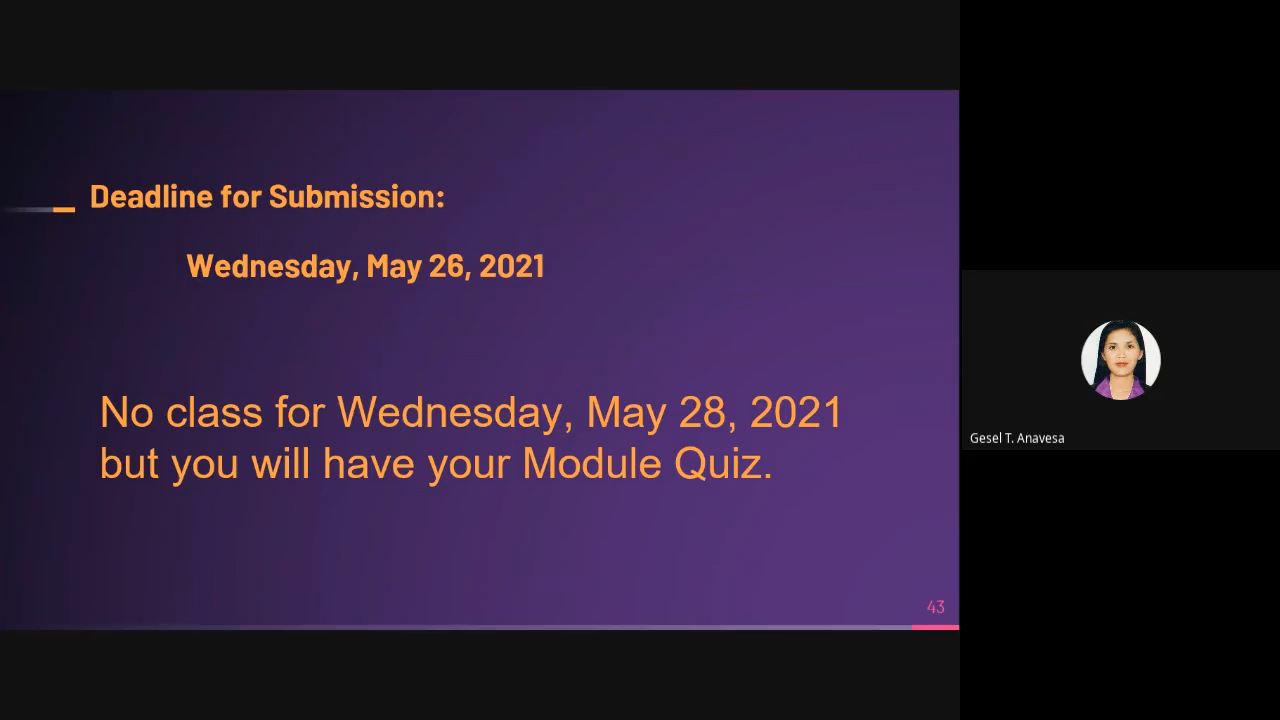 Deadline for Submission:
Wednesday, May 26, 2021
No class for Wednesday, May 28, 2021
but you will have your Module Quiz.
43
Gesel T. Anavesa